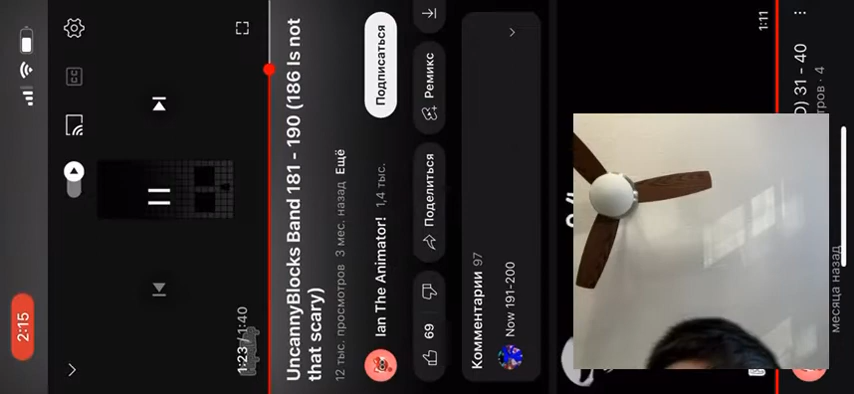 2:15
1:23 / 1:40
UncannyBlocks Band 181 - 190 (186 Is not
that scary)
12 тыс. просмотров 3 мес. назад Ещё
Ian The Animator! 1,4 тыс.
Подписаться
69
Поделиться
Ремикс
Комментарии 97
Now 191-200
1:11
31 - 40
месяца назад